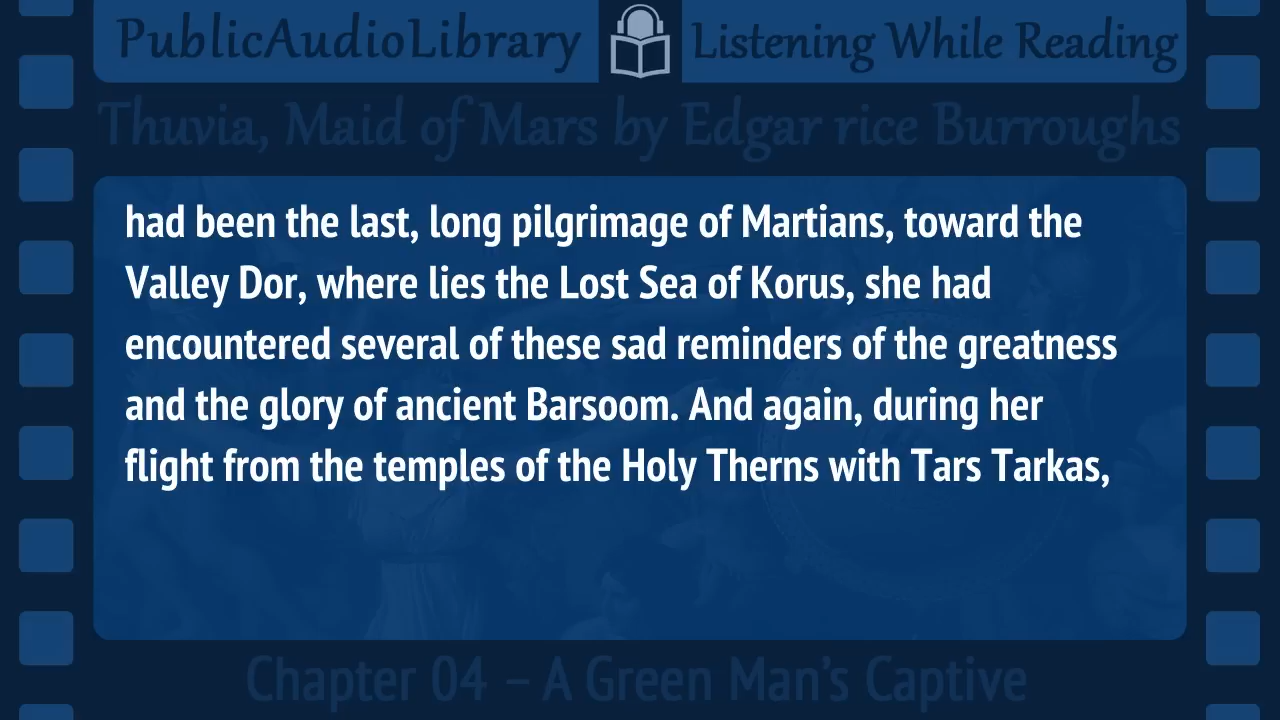 PublicAudioLibrary
Listening While Reading
Thuvia, Maid of Mars by Edgar rice Burroughs
had been the last, long pilgrimage of Martians, toward the
Valley Dor, where lies the Lost Sea of Korus, she had
encountered several of these sad reminders of the greatness
and the glory of ancient Barsoom. And again, during her
flight from the temples of the Holy Therns with Tars Tarkas,
Chapter 04 – A Green Man's Captive